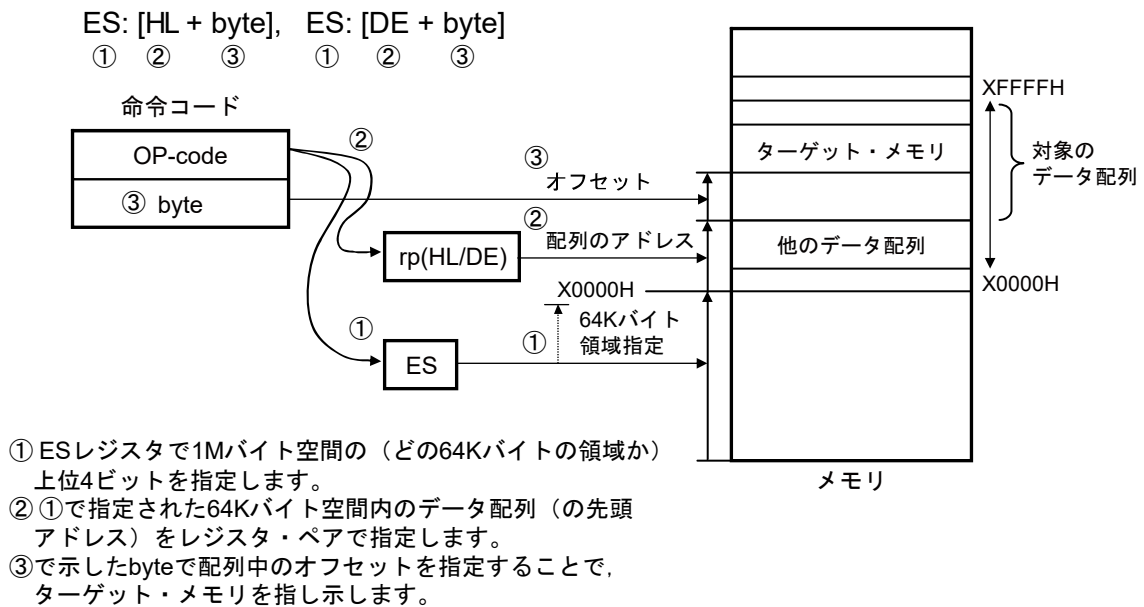 ES: [HL + byte], ES: [DE + byte]
① ② ③ ① ② ③
命令コード
OP-code
③ byte
②
③
オフセット
②
配列のアドレス
rp(HL/DE)
X0000H
①
ES
①
64Kバイト
領域指定
XFFFFH
ターゲット・メモリ
対象の
データ配列
他のデータ配列
X0000H
メモリ
① ESレジスタで1Mバイト空間の（どの64Kバイトの領域か）
上位4ビットを指定します。
② ①で指定された64Kバイト空間内のデータ配列（の先頭
アドレス）をレジスタ・ペアで指定します。
③で示したbyteで配列中のオフセットを指定することで,
ターゲット・メモリを指し示します。